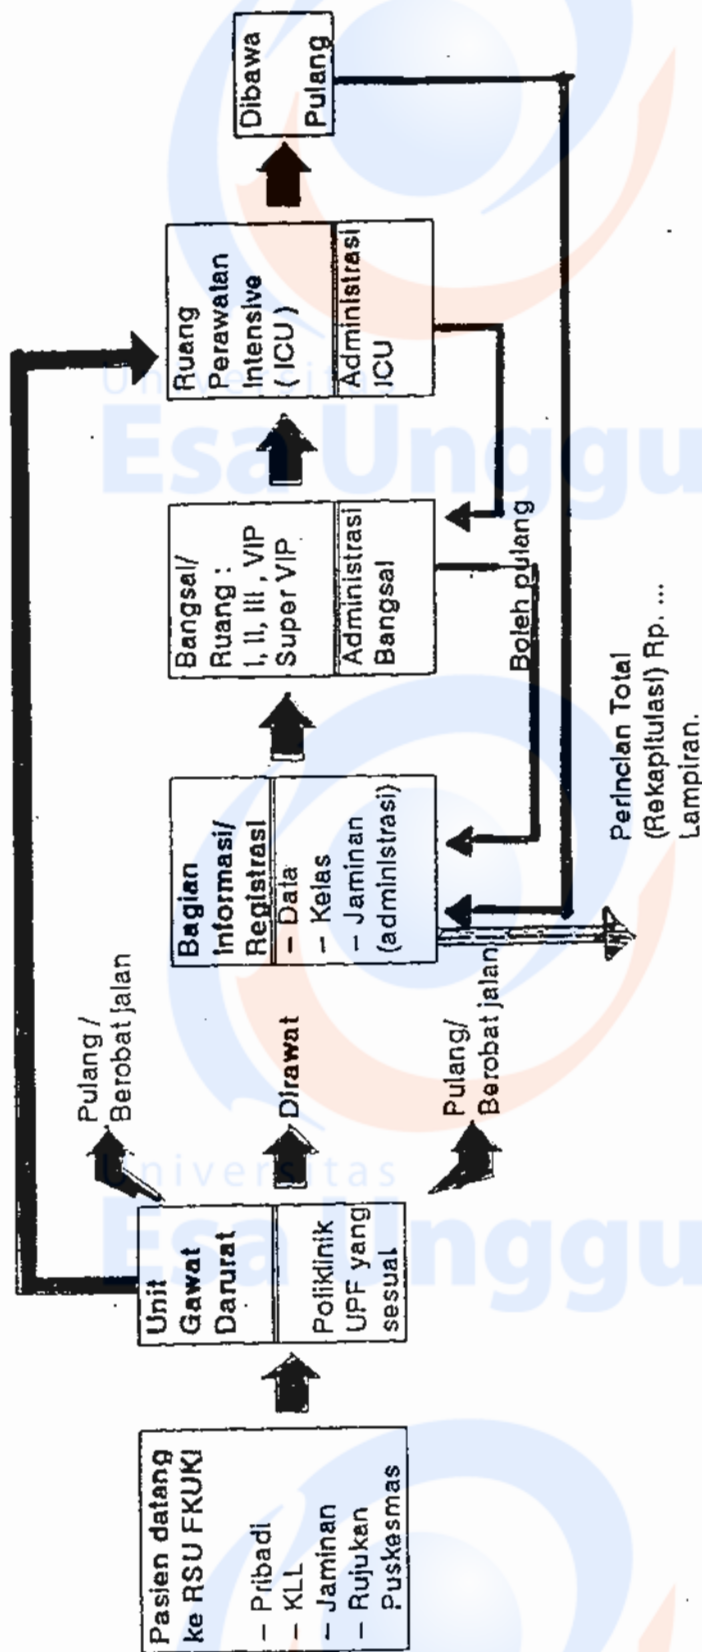 Pasien datang
ke RSU FKUKI
– Pribadi
– KLL
– Jaminan
– Rujukan
Puskesmas
Unit
Gawat
Darurat
Poliklinik
UPF yang
sesuai
Pulang /
Berobat jalan
Dirawat
Pulang/
Berobat jalan
Bagian
Informasi/
Registrasi
– Data
– Kelas
– Jaminan
(administrasi)
Bangsal/
Ruang :
I, II, III , VIP
Super VIP
Administrasi
Bangsal
Ruang
Perawatan
Intensive
( ICU )
Administrasi
ICU
Dibawa
Pulang
Boleh pulang
Perincian Total
(Rekapitulasi) Rp. ...
Lampiran.
Universitas
Esa Unggu
Universitas
Esa Unggu